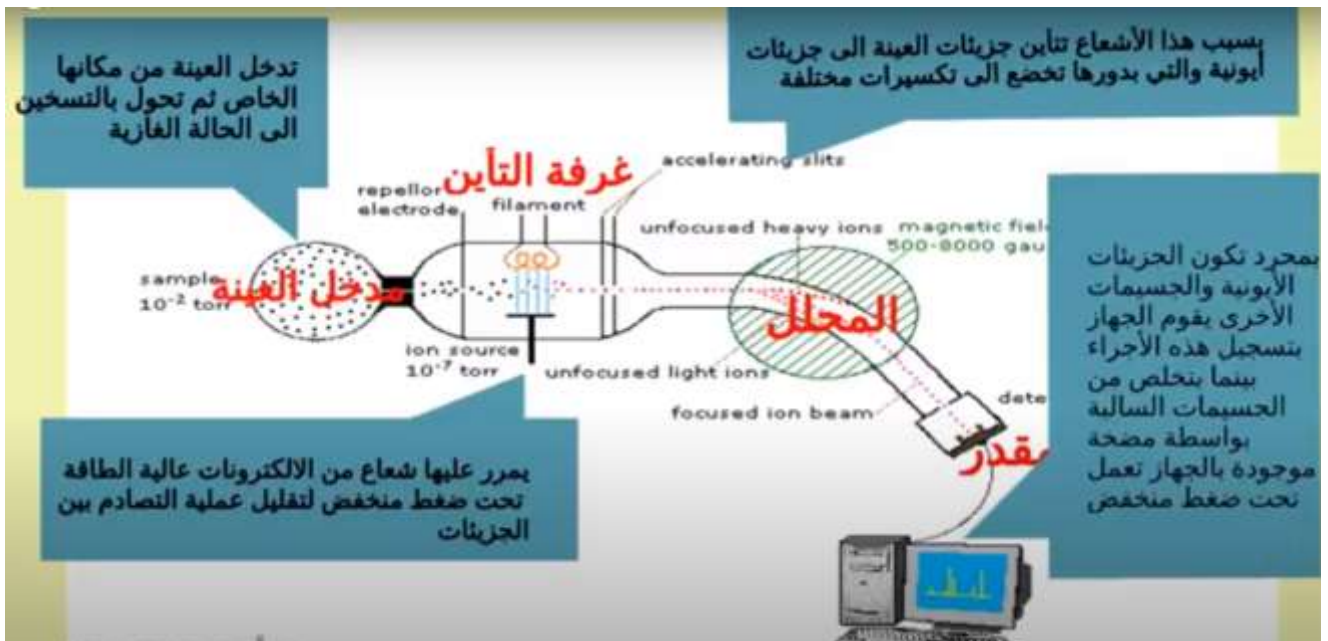 تدخل العينة من مكانها
الخاص ثم تحول بالتسخين
الى الحالة الغازية
بسبب هذا الأشعاع تتأين جزيئات العينة الى جزيئات
أيونية والتي بدورها تخضع الى تكسيرات مختلفة
غرفة التأين
accelerating slits
repellor
electrode
filament
unfocused heavy ions
magnetic field
500-8000
sample
10-2 torr
مدخل العينة
المحلل
ion source
10-7 torr
unfocused light ions
focused ion beam
مقدر
بمجرد تكون الجزيئات
الأيونية والجسيمات
الأخرى يقوم الجهاز
بتسجيل هذه الأجزاء
بينما يتخلص من
الجسيمات السالبة
بواسطة مضخة
موجودة بالجهاز تعمل
تحت ضغط منخفض
يمرر عليها شعاع من الالكترونات عالية الطاقة
تحت ضغط منخفض لتقليل عملية التصادم بين
الجزيئات